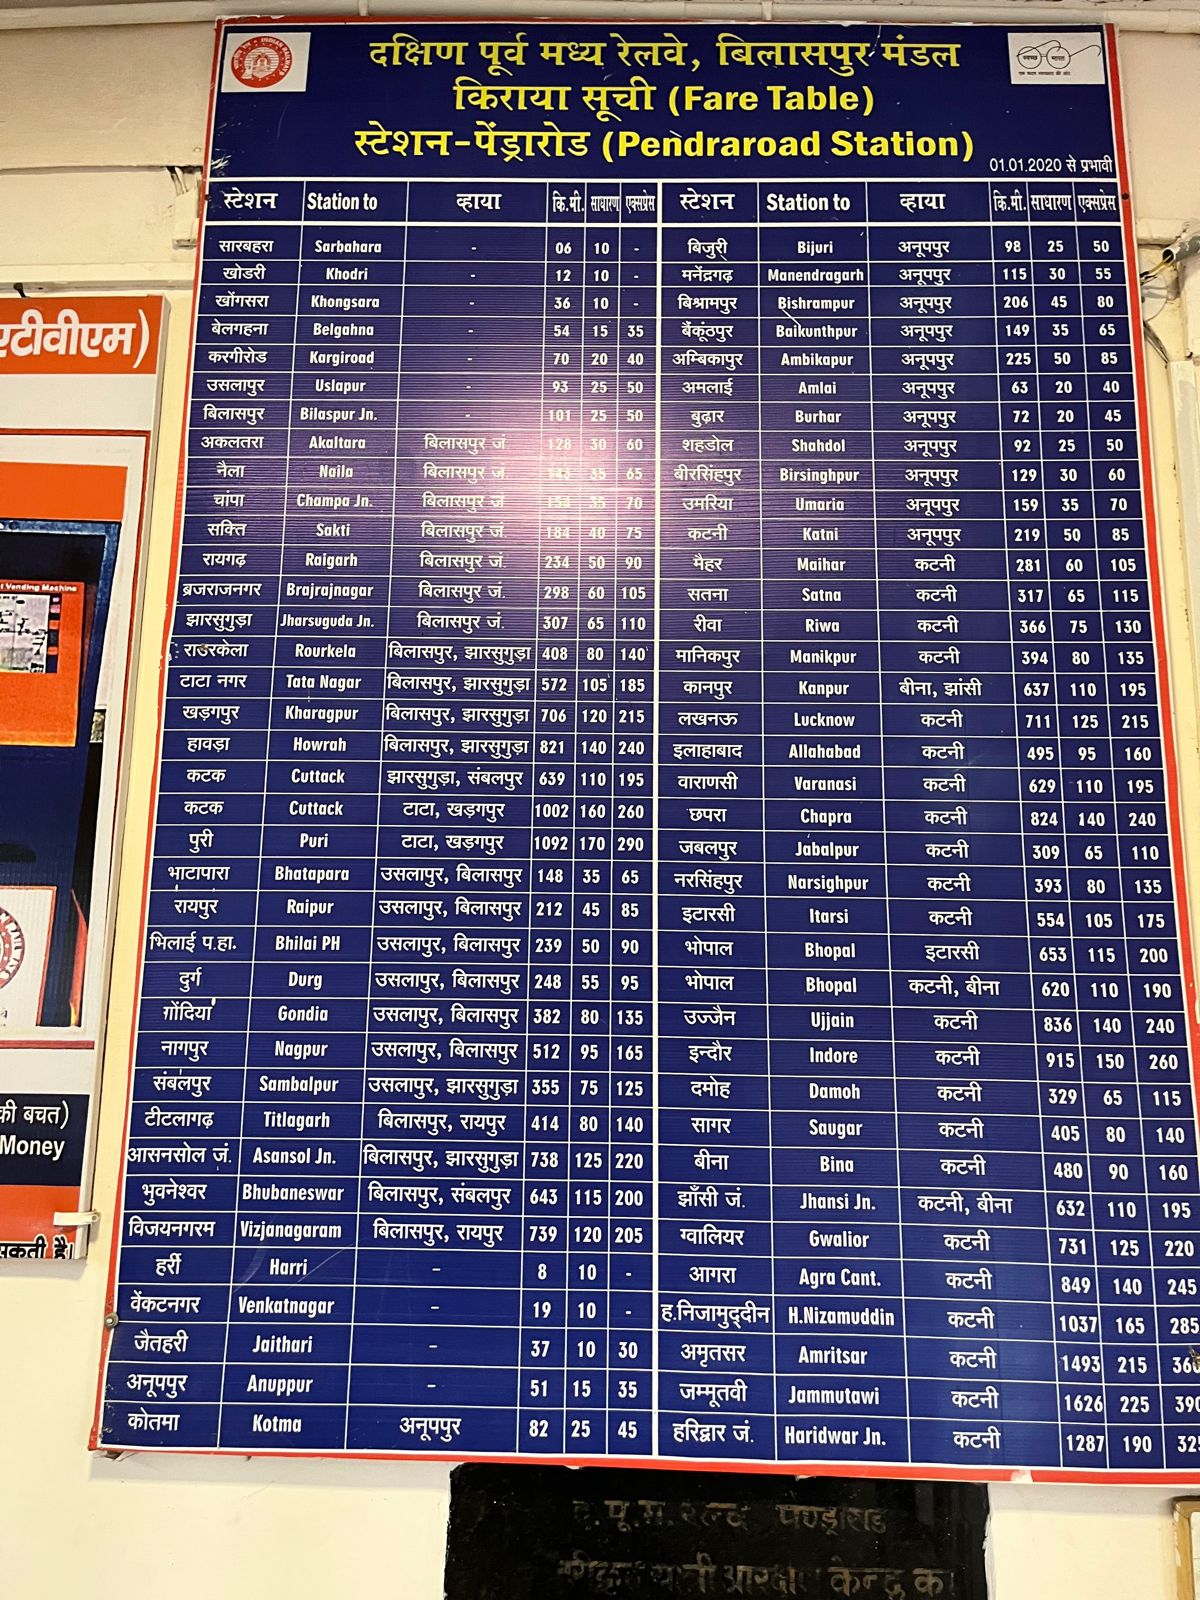 दक्षिण पूर्व मध्य रेलवे, बिलासपुर मंडल
किराया सूची (Fare Table)
स्टेशन-पेंड्रारोड (Pendraroad Station)
01.01.2020 से प्रभावी
स्टेशन Station to व्हाया कि.मी. साधारण एक्सप्रेस स्टेशन Station to व्हाया कि.मी. साधारण एक्सप्रेस
सारबहरा Sarbahara - 06 10 - बिजुरी Bijuri अनूपपुर 98 25 50
खोडरी Khodri - 12 10 - मनेंद्रगढ़ Manendragarh अनूपपुर 115 30 55
खोंगसरा Khongsara - 36 10 - बिश्रामपुर Bishrampur अनूपपुर 206 45 80
बेलगहना Belgahna - 54 15 35 बैंकुंठपुर Baikunthpur अनूपपुर 149 35 65
करगीरोड Kargiroad - 70 20 40 अम्बिकापुर Ambikapur अनूपपुर 225 50 85
उसलापुर Uslapur - 93 25 50 अमलाई Amlai अनूपपुर 63 20 40
बिलासपुर Bilaspur Jn. - 101 25 50 बुढ़ार Burhar अनूपपुर 72 20 45
अकलतरा Akaltara बिलासपुर जं. 128 30 60 शहडोल Shahdol अनूपपुर 92 25 50
नैला Naila बिलासपुर जं. 35 65 बीरसिंहपुर Birsinghpur अनूपपुर 129 30 60
चांपा Champa Jn. बिलासपुर जं. 35 70 उमरिया Umaria अनूपपुर 159 35 70
सक्ति Sakti बिलासपुर जं. 184 40 75 कटनी Katni अनूपपुर 219 50 85
रायगढ़ Raigarh बिलासपुर जं. 234 50 90 मैहर Maihar कटनी 281 60 105
ब्रजराजनगर Brajrajnagar बिलासपुर जं. 298 60 105 सतना Satna कटनी 317 65 115
झारसुगुड़ा Jharsuguda Jn. बिलासपुर जं. 307 65 110 रीवा Riwa कटनी 366 75 130
राउरकेला Rourkela बिलासपुर, झारसुगुड़ा 408 80 140 मानिकपुर Manikpur कटनी 394 80 135
टाटा नगर Tata Nagar बिलासपुर, झारसुगुड़ा 572 105 185 कानपुर Kanpur बीना, झांसी 637 110 195
खड़गपुर Kharagpur बिलासपुर, झारसुगुड़ा 706 120 215 लखनऊ Lucknow कटनी 711 125 215
हावड़ा Howrah बिलासपुर, झारसुगुड़ा 821 140 240 इलाहाबाद Allahabad कटनी 495 95 160
कटक Cuttack झारसुगुड़ा, संबलपुर 639 110 195 वाराणसी Varanasi कटनी 629 110 195
कटक Cuttack टाटा, खड़गपुर 1002 160 260 छपरा Chapra कटनी 824 140 240
पुरी Puri टाटा, खड़गपुर 1092 170 290 जबलपुर Jabalpur कटनी 309 65 110
भाटापारा Bhatapara उसलापुर, बिलासपुर 148 35 65 नरसिंहपुर Narsighpur कटनी 393 80 135
रायपुर Raipur उसलापुर, बिलासपुर 212 45 85 इटारसी Itarsi कटनी 554 105 175
भिलाई प.हा. Bhilai PH उसलापुर, बिलासपुर 239 50 90 भोपाल Bhopal इटारसी 653 115 200
दुर्ग Durg उसलापुर, बिलासपुर 248 55 95 भोपाल Bhopal कटनी, बीना 620 110 190
गोंदिया Gondia उसलापुर, बिलासपुर 382 80 135 उज्जैन Ujjain कटनी 836 140 240
नागपुर Nagpur उसलापुर, बिलासपुर 512 95 165 इन्दौर Indore कटनी 915 150 260
संबलपुर Sambalpur उसलापुर, झारसुगुड़ा 355 75 125 दमोह Damoh कटनी 329 65 115
टीटलागढ़ Titlagarh बिलासपुर, रायपुर 414 80 140 सागर Saugar कटनी 405 80 140
आसनसोल जं. Asansol Jn. बिलासपुर, झारसुगुड़ा 738 125 220 बीना Bina कटनी 480 90 160
भुवनेश्वर Bhubaneswar बिलासपुर, संबलपुर 643 115 200 झाँसी जं. Jhansi Jn. कटनी, बीना 632 110 195
विजयनगरम Vizjanagaram बिलासपुर, रायपुर 739 120 205 ग्वालियर Gwalior कटनी 731 125 220
हर्री Harri - 8 10 - आगरा Agra Cant. कटनी 849 140 245
वेंकटनगर Venkatnagar - 19 10 - ह.निजामुद्दीन H.Nizamuddin कटनी 1037 165 285
जैतहरी Jaithari - 37 10 30 अमृतसर Amritsar कटनी 1493 215 360
अनूपपुर Anuppur - 51 15 35 जम्मूतवी Jammutawi कटनी 1626 225 390
कोतमा Kotma अनूपपुर 82 25 45 हरिद्वार जं. Haridwar Jn. कटनी 1287 190 325
एटीवीएम)
Vending Machine
की बचत)
Money
सकती है।
केन्द्र का